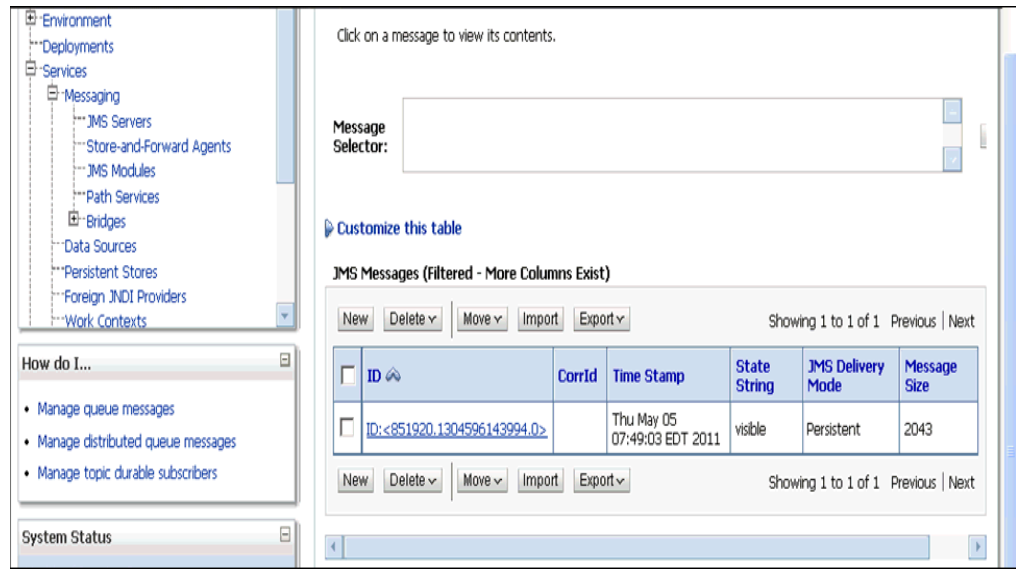 Environment
Deployments
Services
Messaging
JMS Servers
Store-and-Forward Agents
JMS Modules
Path Services
Bridges
Data Sources
Persistent Stores
Foreign JNDI Providers
Work Contexts
How do I...
Manage queue messages
Manage distributed queue messages
Manage topic durable subscribers
System Status
Click on a message to view its contents.
Message
Selector:
Customize this table
JMS Messages (Filtered - More Columns Exist)
New Delete Move Import Export Showing 1 to 1 of 1 Previous | Next
ID CorrId Time Stamp State String JMS Delivery Mode Message Size
ID:<851920.1304596143994.0> Thu May 05 07:49:03 EDT 2011 visible Persistent 2043
New Delete Move Import Export Showing 1 to 1 of 1 Previous | Next